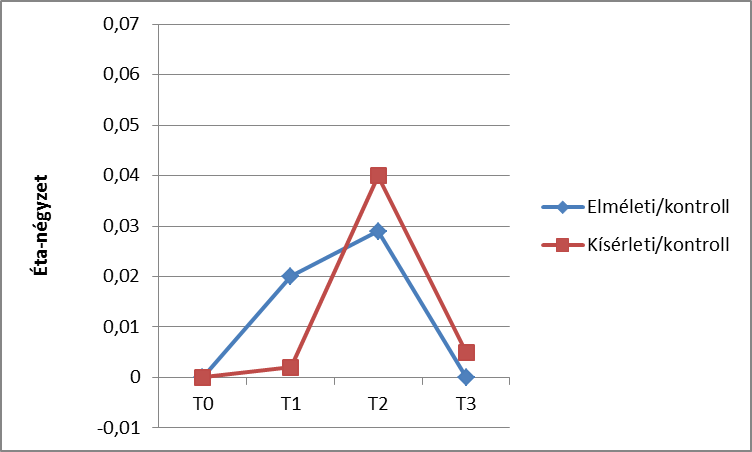 0,07
0,06
0,05
0,04
0,03
0,02
0,01
0
-0,01
Éta-négyzet
T0 T1 T2 T3
Elméleti/kontroll
Kísérleti/kontroll